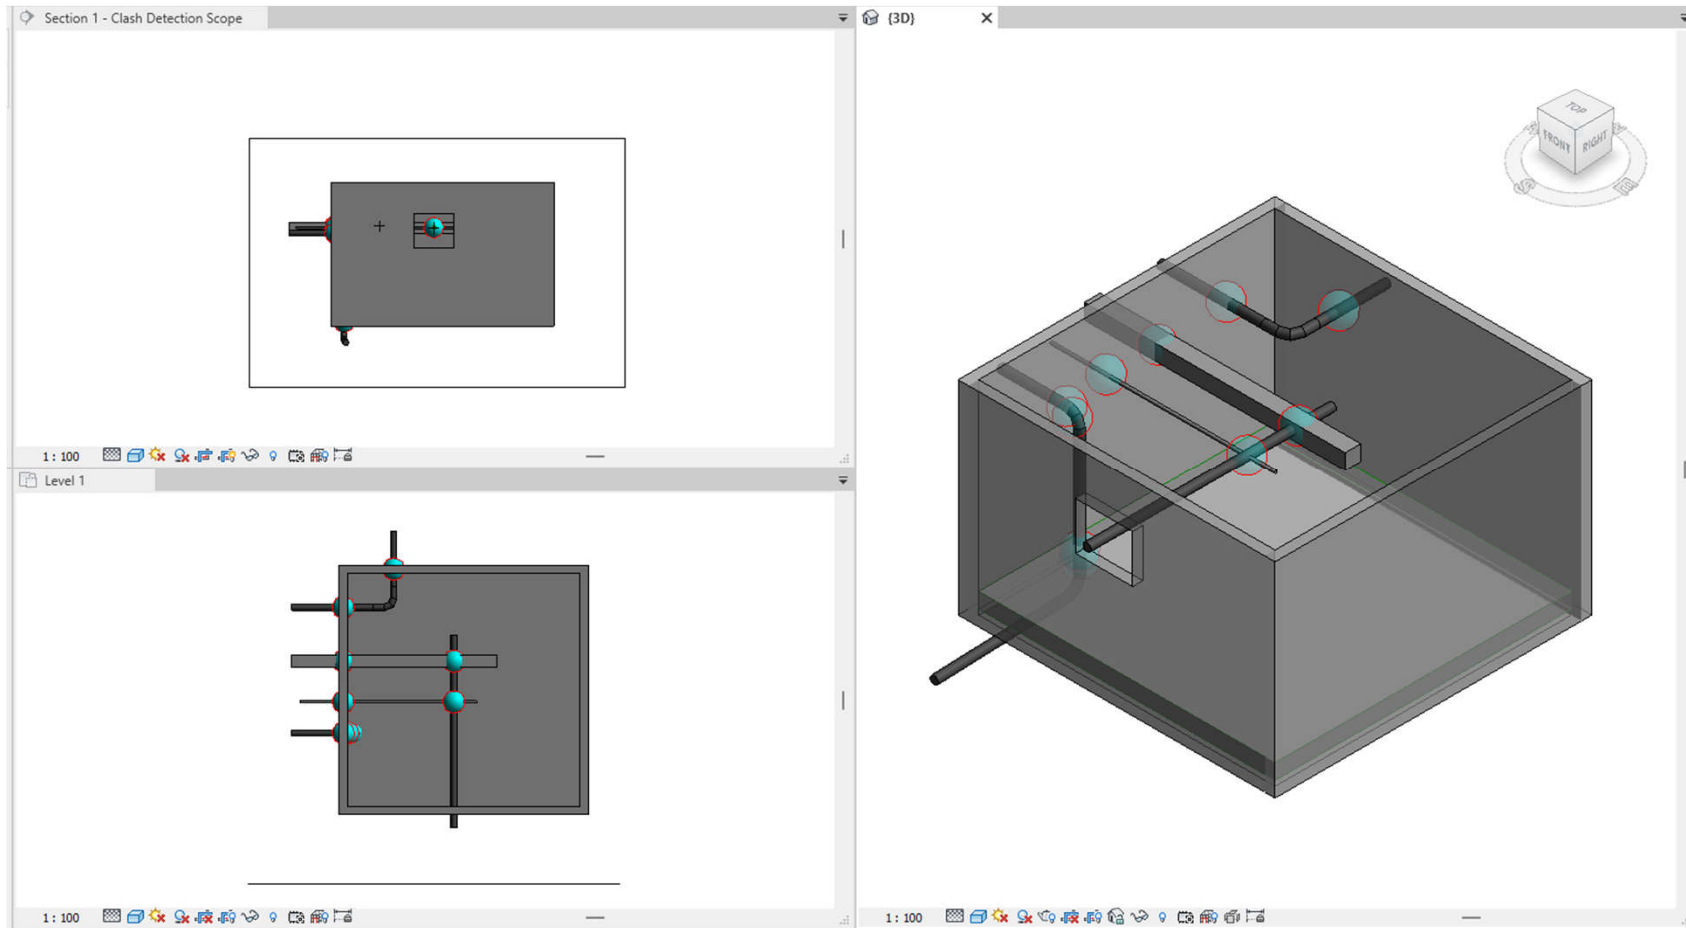 Section 1 - Clash Detection Scope
{3D}
TOP
FRONT
RIGHT
S
E
1 : 100
Level 1
1 : 100
1 : 100